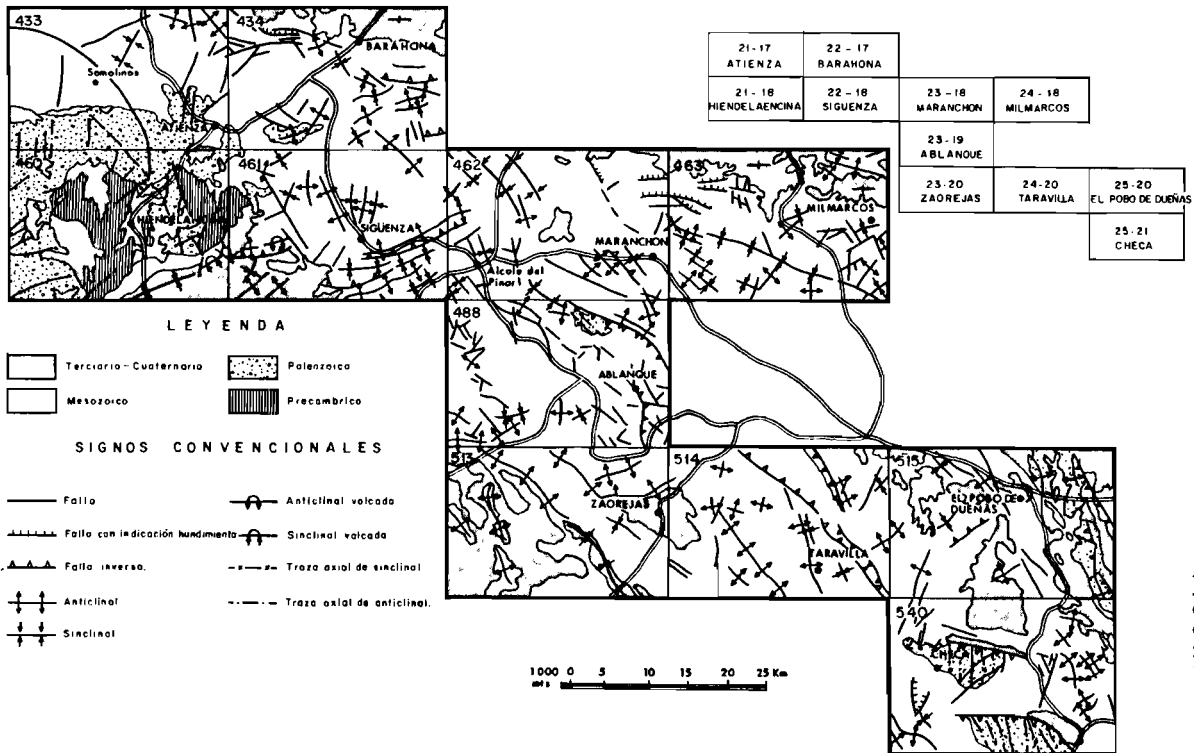 433
434
BARAHONA
Somolinos
ATIENZA
460
461
HIENDELAENCINA
SIGÜENZA
462
463
MILMARCOS
MARANCHON
Alcolea del
Pinar
488
ABLANQUE
513
514
515
ZAOREJAS
EL POBO DE
DUEÑAS
TARAVILLA
540
CHECA
21-17
ATIENZA
22-17
BARAHONA
21-18
HIENDELAENCINA
22-18
SIGUENZA
23-18
MARANCHON
24-18
MILMARCOS
23-19
ABLANQUE
23-20
ZAOREJAS
24-20
TARAVILLA
25-20
EL POBO DE DUEÑAS
25-21
CHECA
LEYENDA
Terciario-Cuaternario
Paleozoico
Mesozoico
Precambrico
SIGNOS CONVENCIONALES
Falla
Anticlinal volcado
Falla con indicación hundimiento
Sinclinal volcado
Falla inversa.
Traza axial de sinclinal
Anticlinal
Traza axial de anticlinal.
Sinclinal
1000 0 5 10 15 20 25 Km
mts